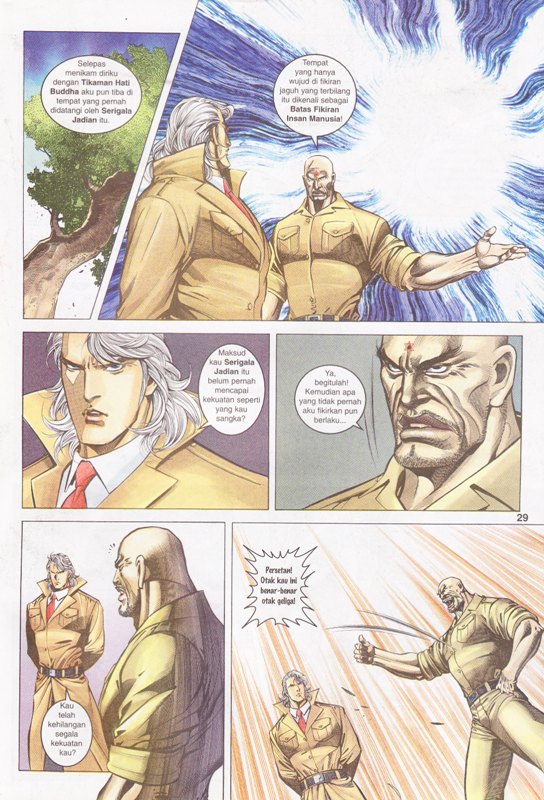 Selepas
menikam diriku
dengan Tikaman Hati
Buddha aku pun tiba di
tempat yang pernah
didatangi oleh Serigala
Jadian itu.
Tempat
yang hanya
wujud di fikiran
jaguh yang terbilang
itu dikenali sebagai
Batas Fikiran
Insan Manusia!
Maksud
kau Serigala
Jadian itu
belum pernah
mencapai
kekuatan seperti
yang kau
sangka?
Ya,
begitulah!
Kemudian apa
yang tidak pernah
aku fikirkan pun
berlaku...
29
Kau
telah
kehilangan
segala
kekuatan
kau?
Persetan!
Otak kau ini
benar-benar
otak geliga!